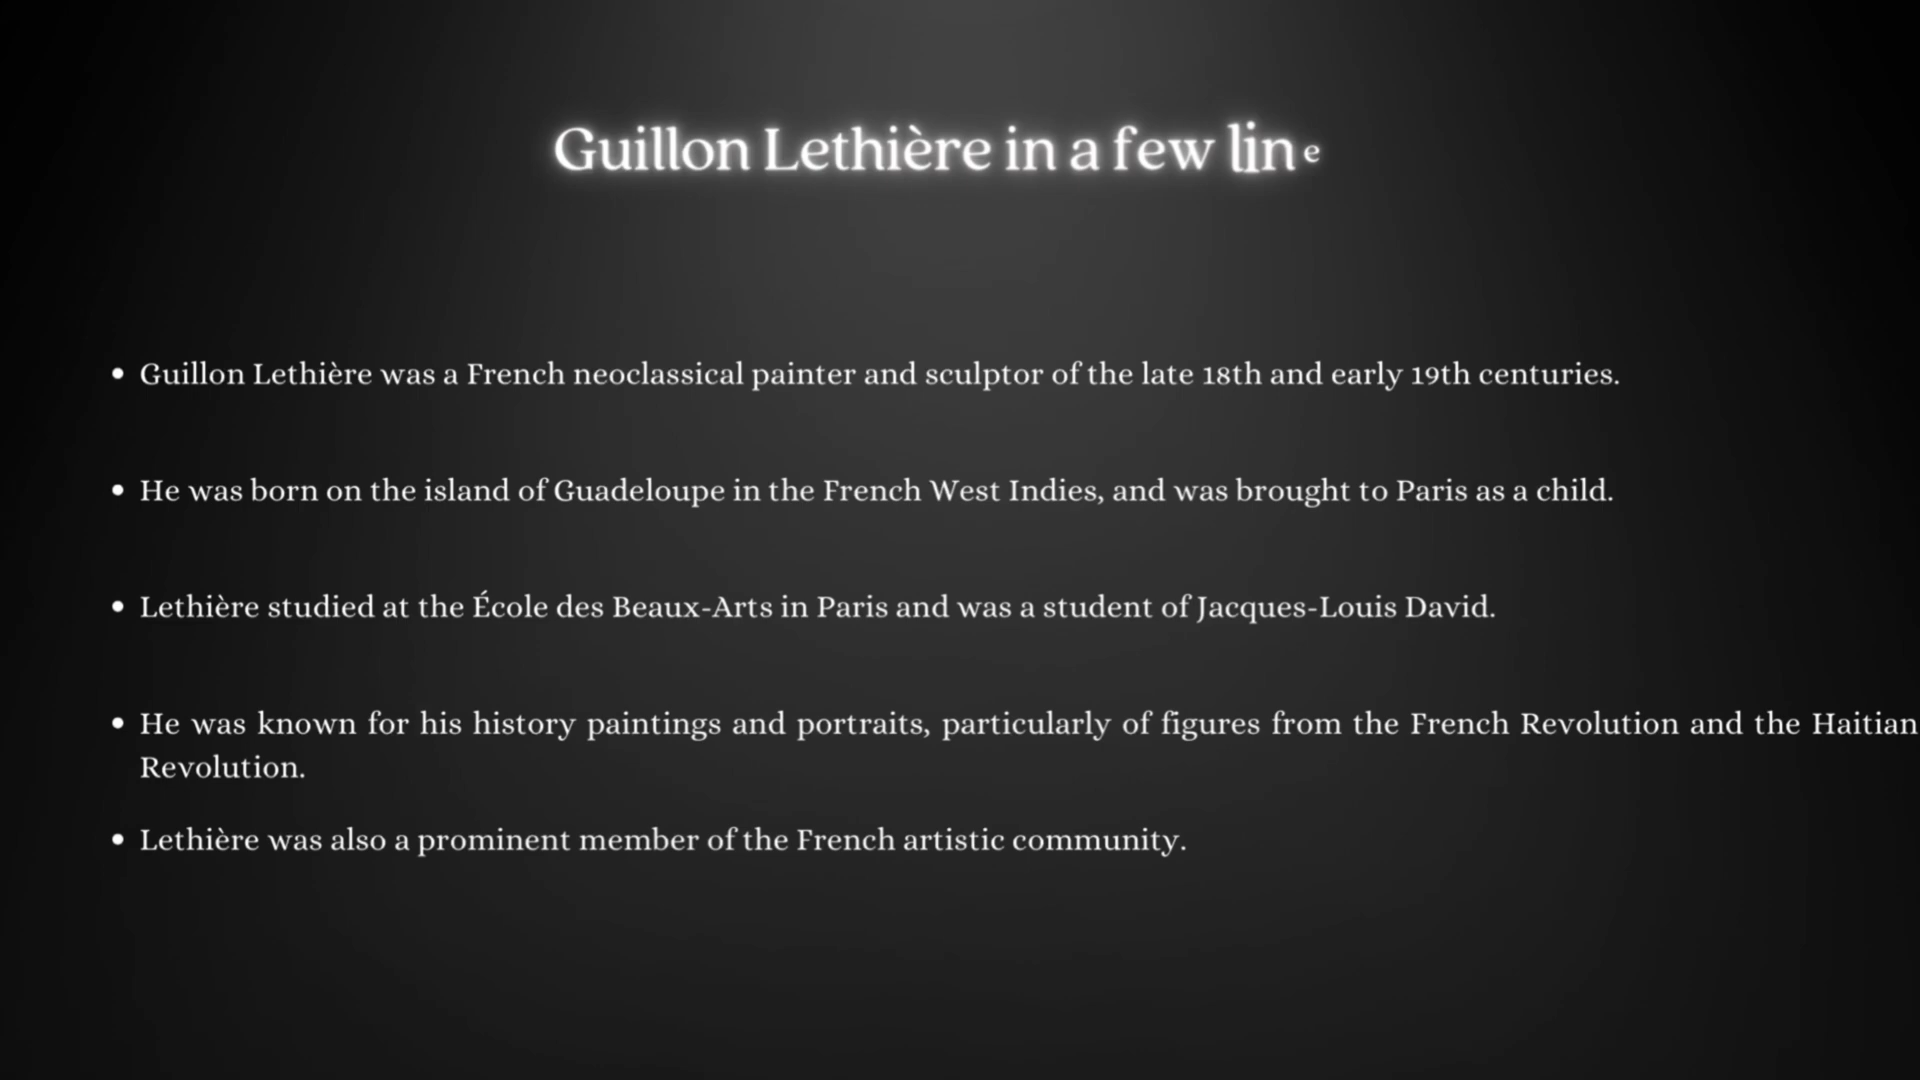 Guillon Lethière in a few line
• Guillon Lethière was a French neoclassical painter and sculptor of the late 18th and early 19th centuries.
• He was born on the island of Guadeloupe in the French West Indies, and was brought to Paris as a child.
• Lethière studied at the École des Beaux-Arts in Paris and was a student of Jacques-Louis David.
• He was known for his history paintings and portraits, particularly of figures from the French Revolution and the Haitian
Revolution.
• Lethière was also a prominent member of the French artistic community.